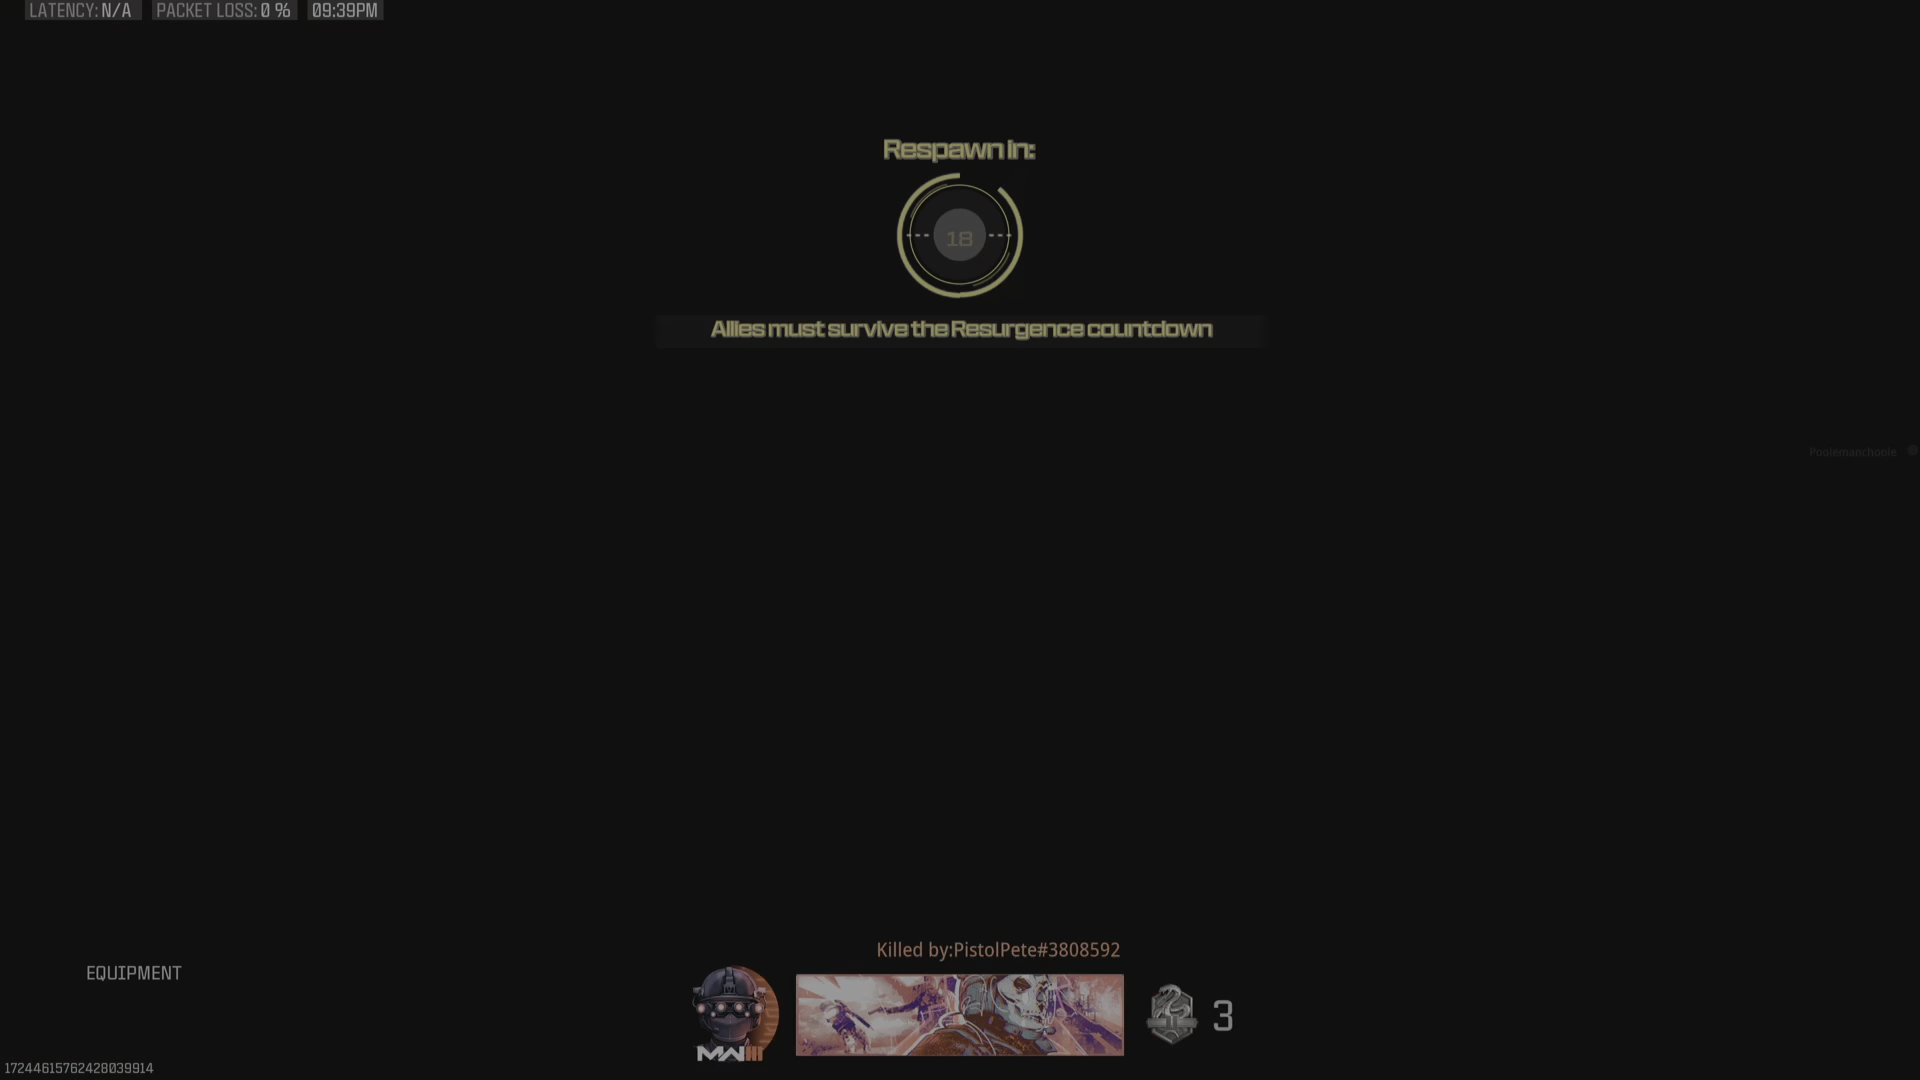 LATENCY: N/A PACKET LOSS: 0 % 09:39PM
Respawn in:
18
Allies must survive the Resurgence countdown
Killed by:PistolPete#3808592
EQUIPMENT
3
MWIII
17244615762428039914